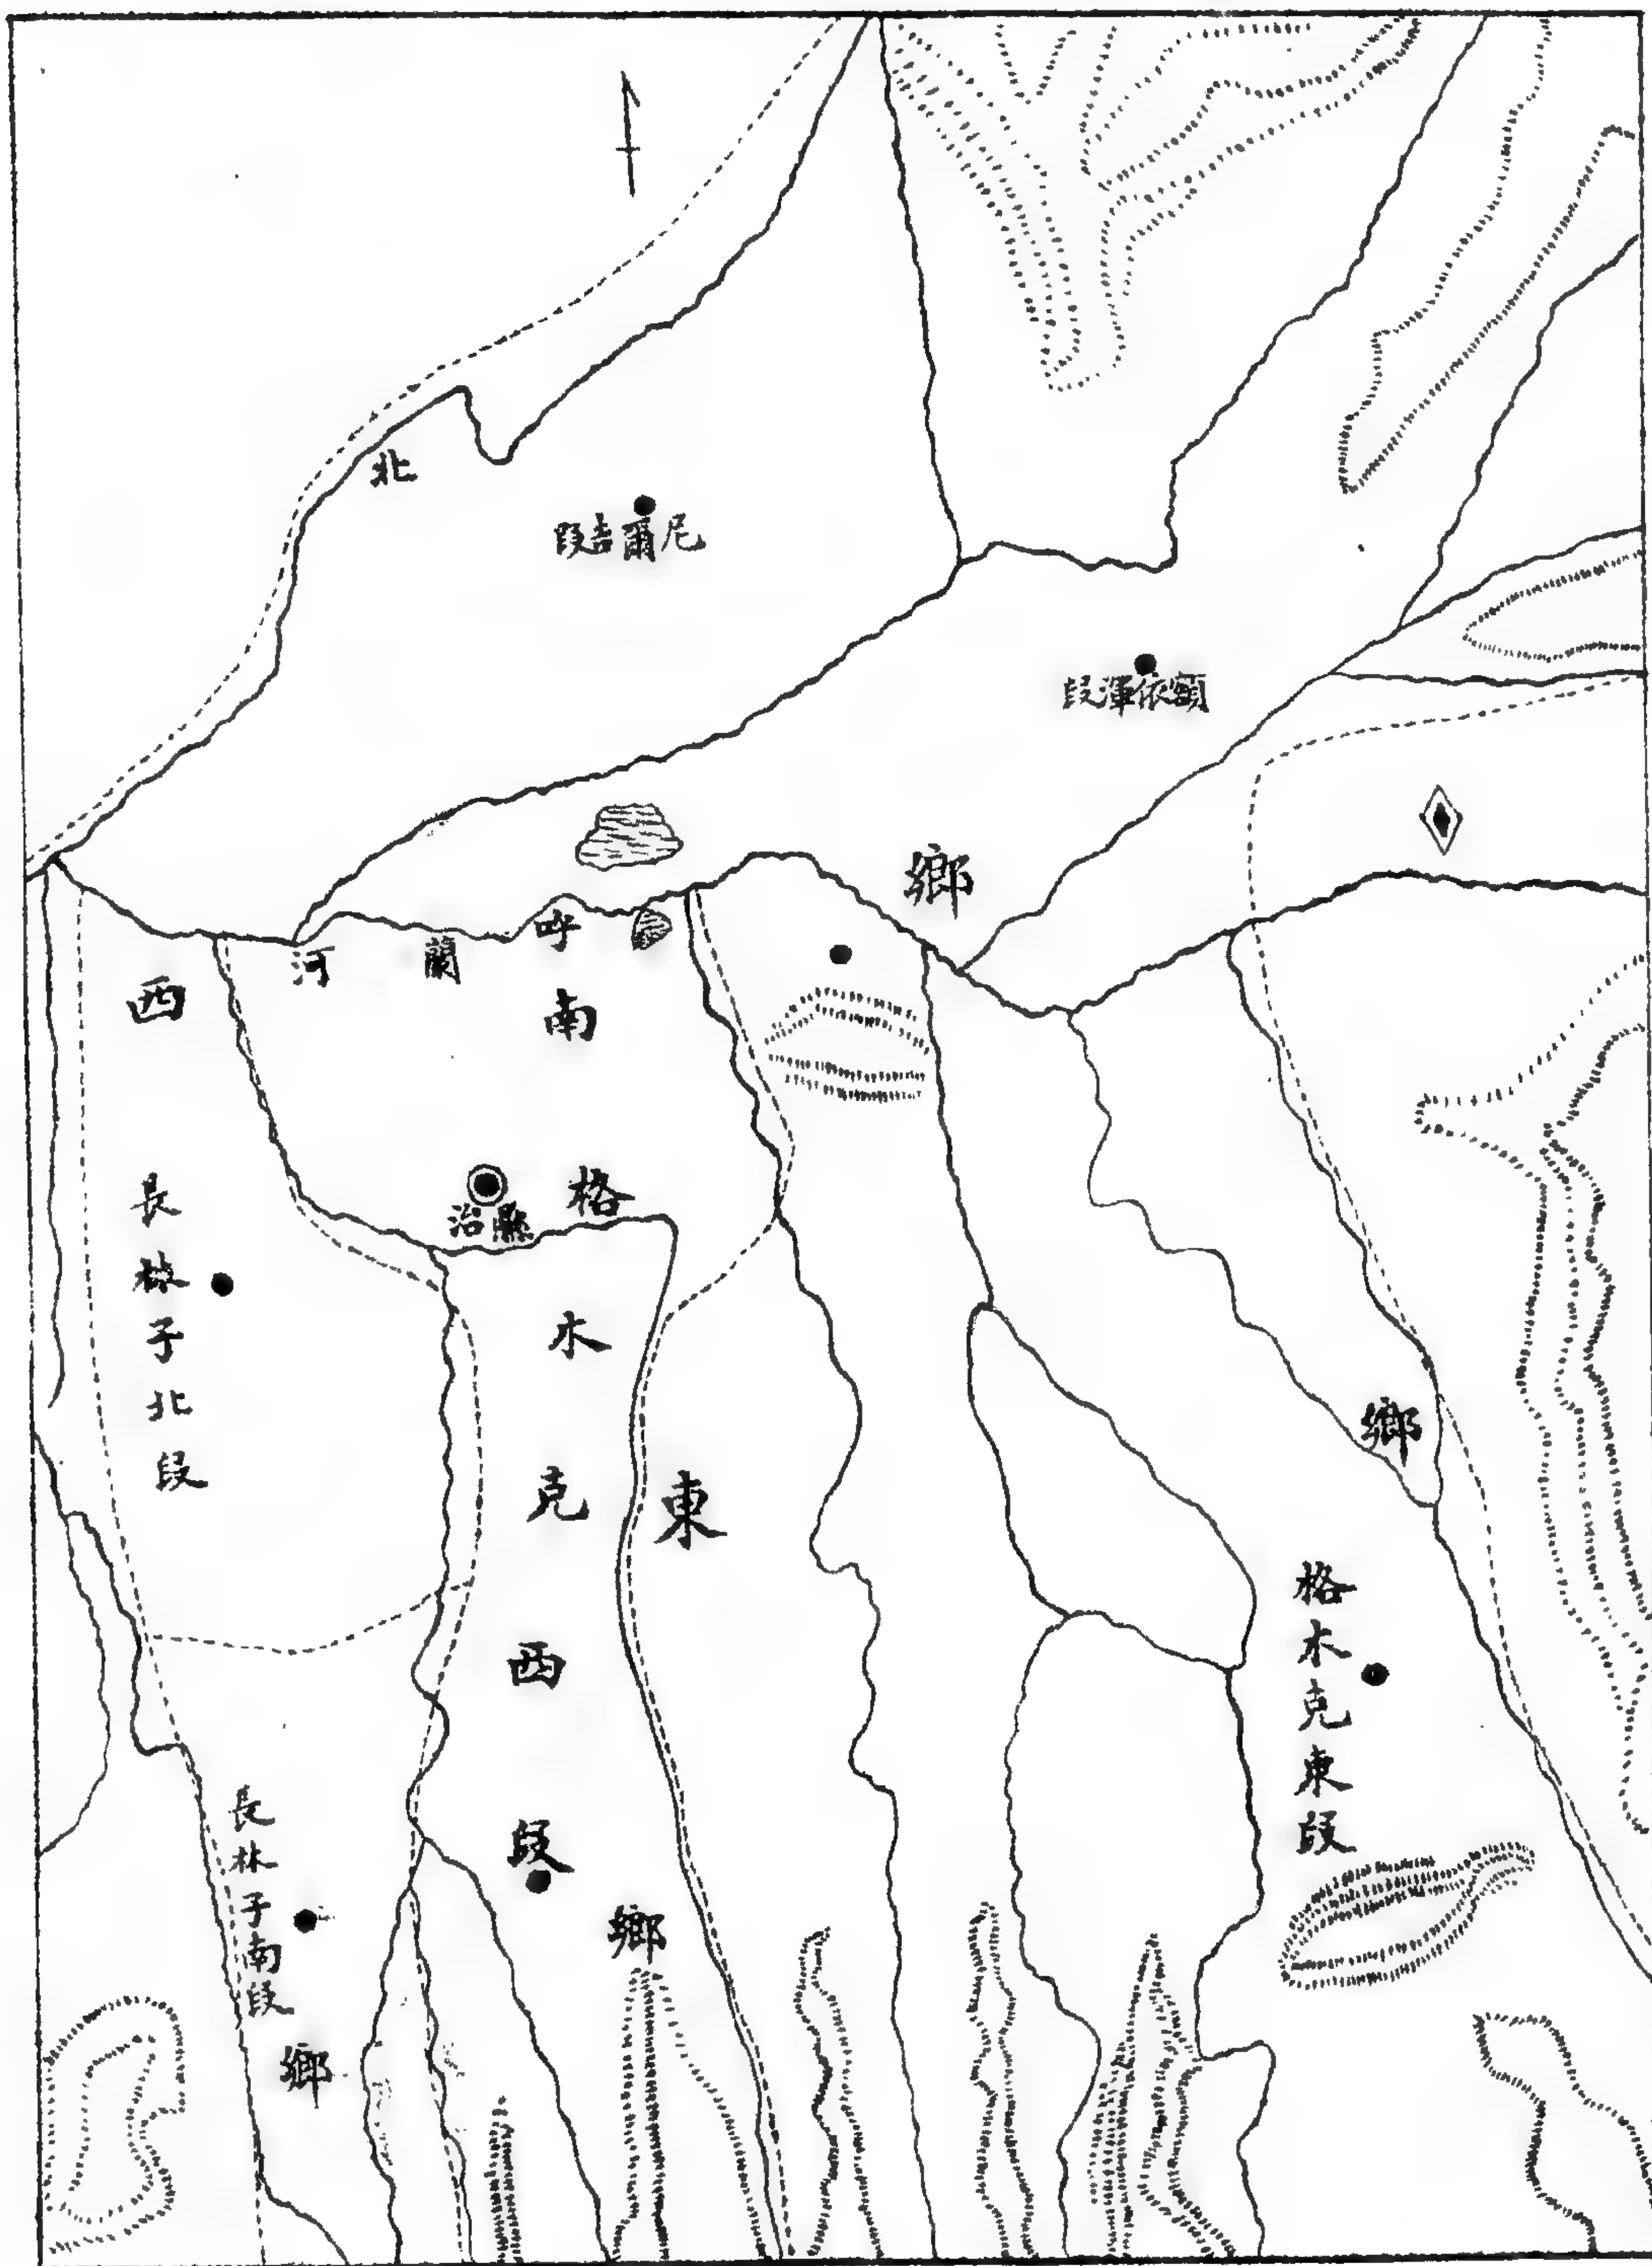 北
鄉
尼爾吉段
額依渾段
呼蘭河
南
鄉
格木克西段
縣治
西
鄉
長林子北段
長林子南段
東
鄉
格木克東段